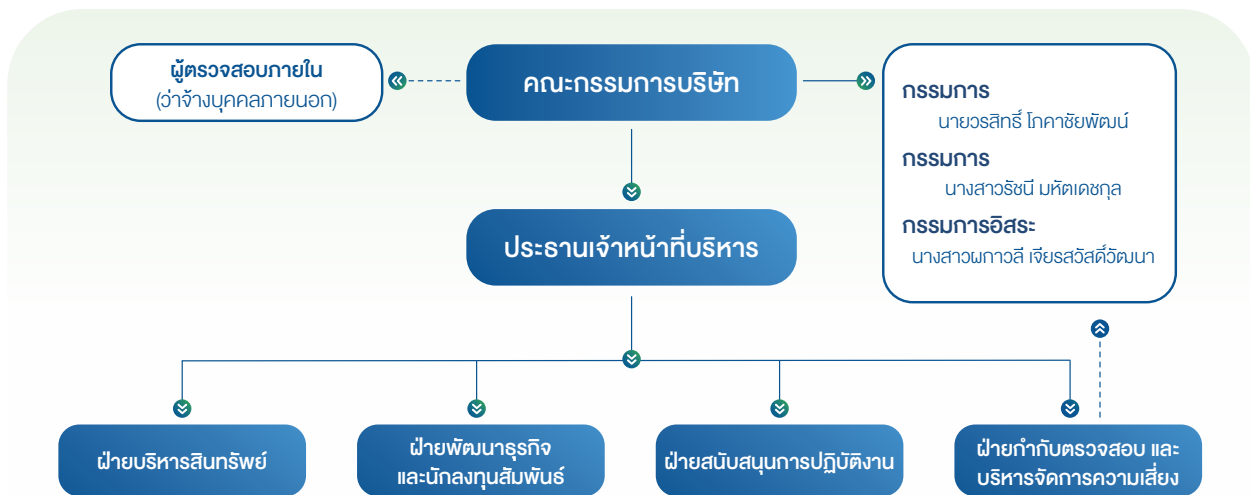 ผู้ตรวจสอบภายใน
(ว่าจ้างบุคคลภายนอก)
คณะกรรมการบริษัท
กรรมการ
นายวรสิทธิ์ โภคาชัยพัฒน์
กรรมการ
นางสาวรัชนี มหัตเดชกุล
กรรมการอิสระ
นางสาวผกาวลี เจียรสวัสดิ์วัฒนา
ประธานเจ้าหน้าที่บริหาร
ฝ่ายบริหารสินทรัพย์
ฝ่ายพัฒนาธุรกิจ
และนักลงทุนสัมพันธ์
ฝ่ายสนับสนุนการปฏิบัติงาน
ฝ่ายกำกับตรวจสอบ และ
บริหารจัดการความเสี่ยง